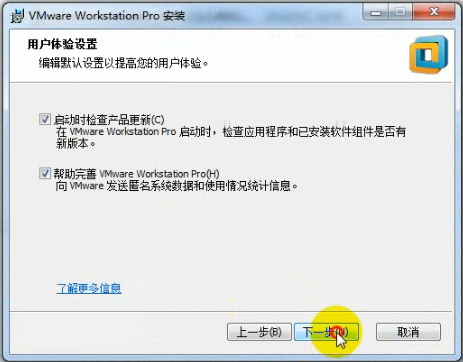 VMware Workstation Pro 安装
用户体验设置
编辑默认设置以提高您的用户体验。
启动时检查产品更新(C)
在 VMware Workstation Pro 启动时，检查应用程序和已安装软件组件是否有
新版本。
帮助完善 VMware Workstation Pro(H)
向 VMware 发送匿名系统数据和使用情况统计信息。
了解更多信息
上一步(B) 下一步(N) 取消